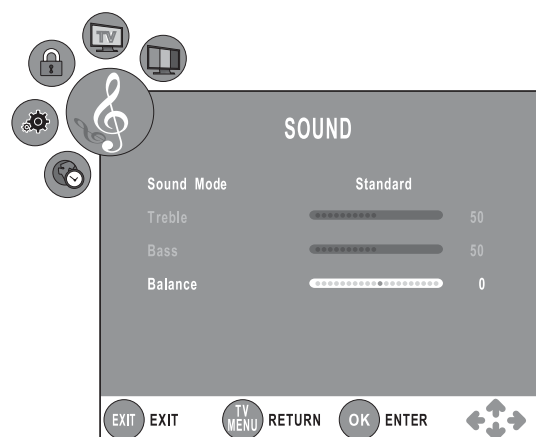 TV
SOUND
Sound Mode Standard
Treble 50
Bass 50
Balance 0
EXIT EXIT TV MENU RETURN OK ENTER